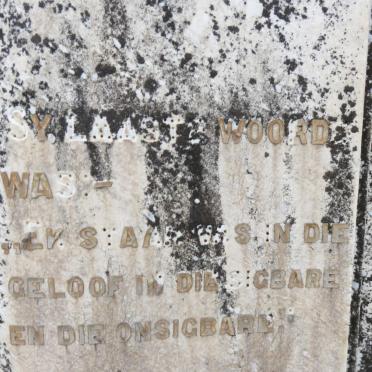 SY LAASTE WOORD
WAS:-
IN DIE
GELOOF IN DIE SIGBARE
EN DIE ONSIGBARE."